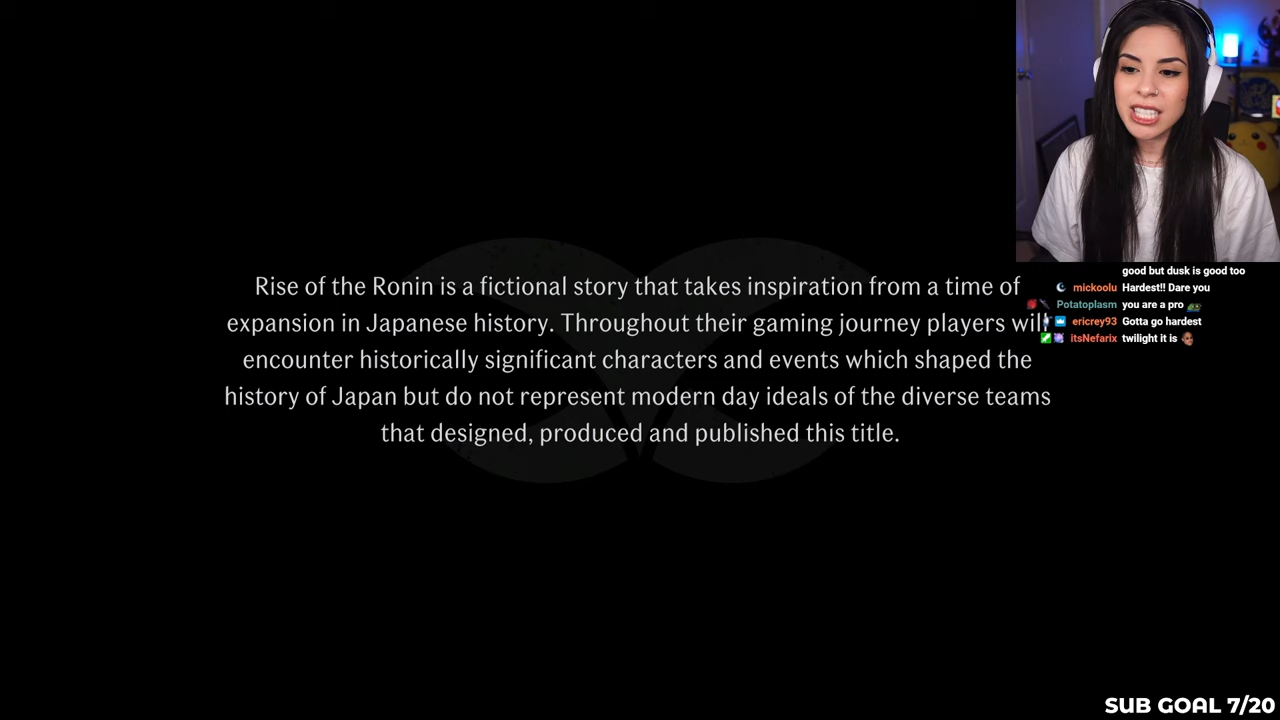 Rise of the Ronin is a fictional story that takes inspiration from a time of
expansion in Japanese history. Throughout their gaming journey players will
encounter historically significant characters and events which shaped the
history of Japan but do not represent modern day ideals of the diverse teams
that designed, produced and published this title.
good but dusk is good too
mickoolu Hardest!! Dare you
Potatoplasm you are a pro
ericrey93 Gotta go hardest
itsNefarix twilight it is
SUB GOAL 7/20